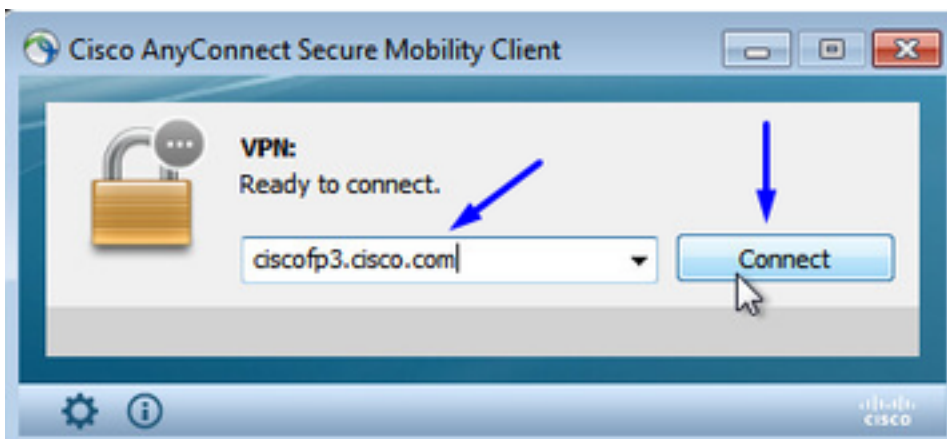 Cisco AnyConnect Secure Mobility Client
VPN:
Ready to connect.
ciscofp3.cisco.com
Connect
CISCO